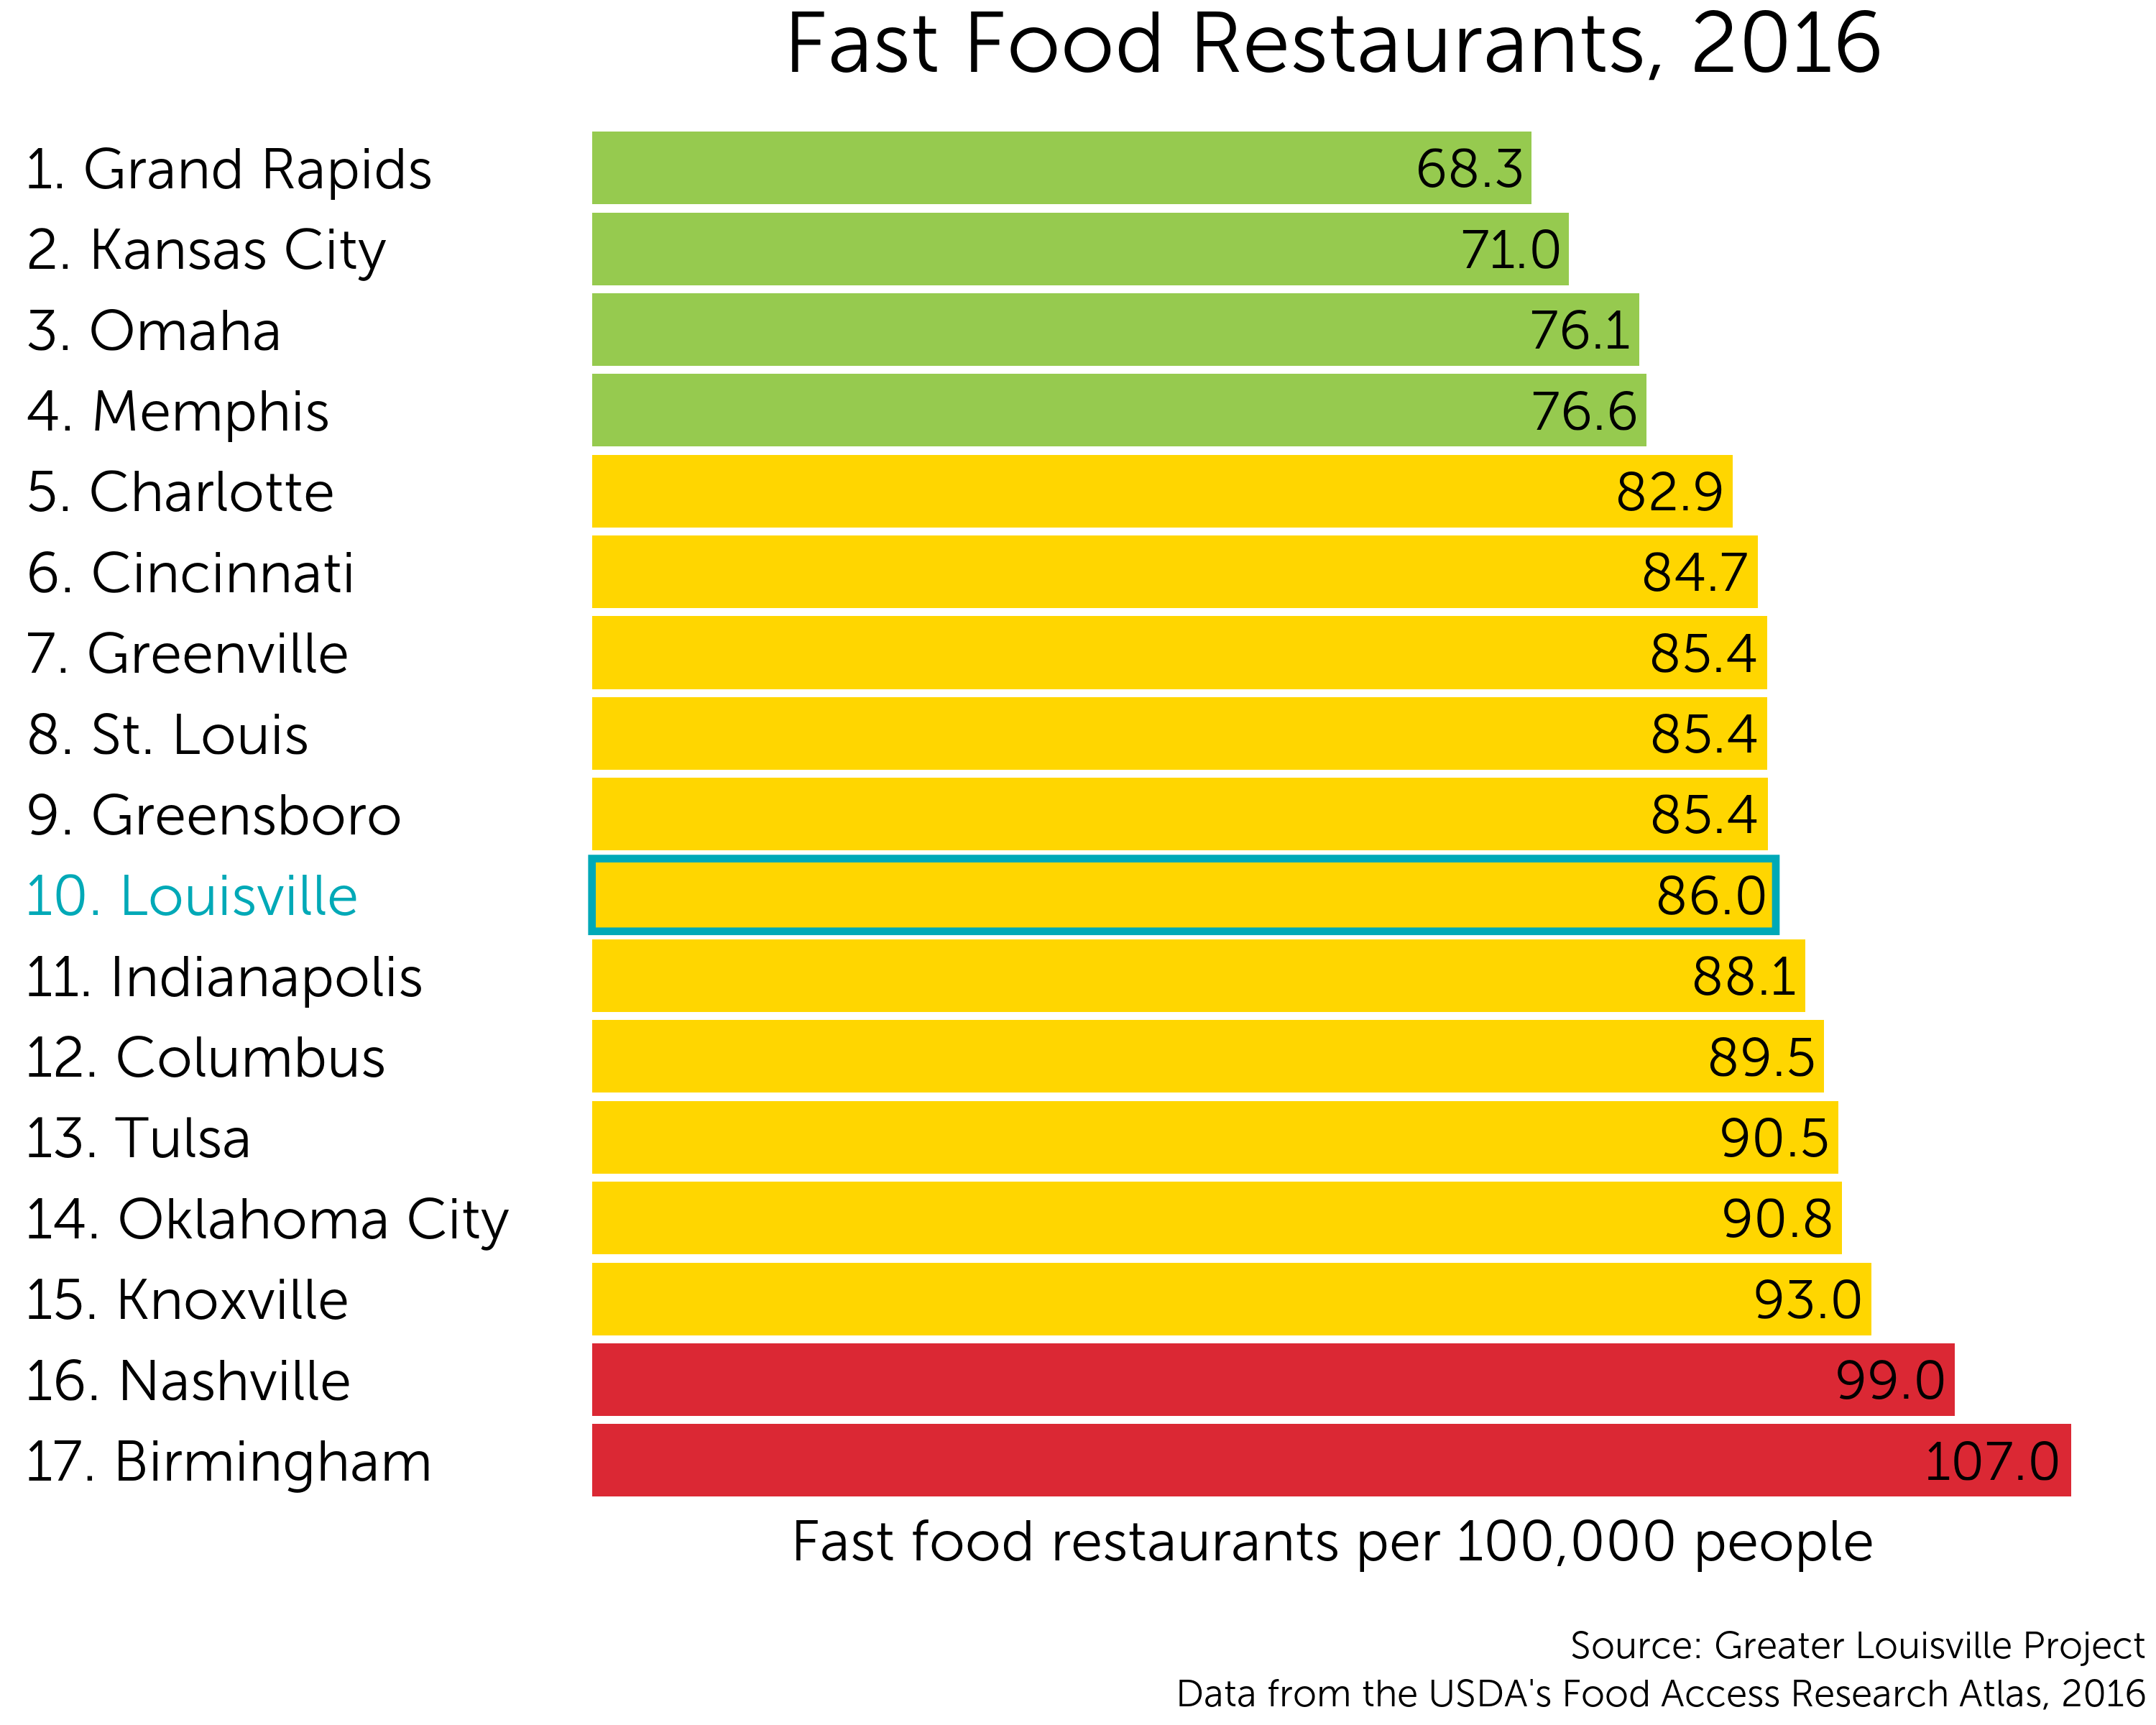 Fast Food Restaurants, 2016
1. Grand Rapids 68.3
2. Kansas City 71.0
3. Omaha 76.1
4. Memphis 76.6
5. Charlotte 82.9
6. Cincinnati 84.7
7. Greenville 85.4
8. St. Louis 85.4
9. Greensboro 85.4
10. Louisville 86.0
11. Indianapolis 88.1
12. Columbus 89.5
13. Tulsa 90.5
14. Oklahoma City 90.8
15. Knoxville 93.0
16. Nashville 99.0
17. Birmingham 107.0
Fast food restaurants per 100,000 people
Source: Greater Louisville Project
Data from the USDA's Food Access Research Atlas, 2016